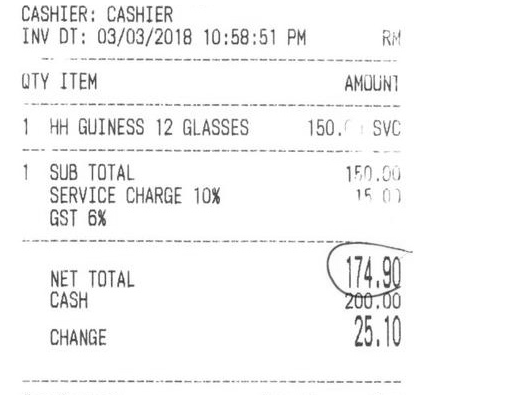 CASHIER: CASHIER
INV DT: 03/03/2018 10:58:51 PM RM
QTY ITEM AMOUNT
1 HH GUINESS 12 GLASSES SVC
1 SUB TOTAL 150.00
SERVICE CHARGE 10% 15.00
GST 6%
NET TOTAL 174.90
CASH 200.00
CHANGE 25.10